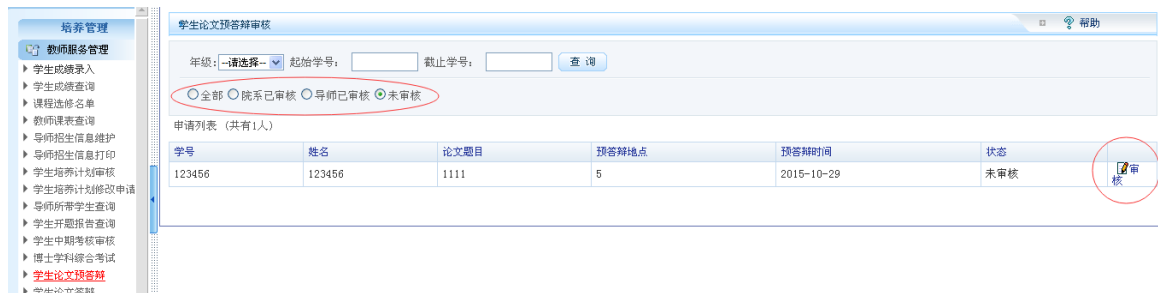 培养管理
教师服务管理
学生成绩录入
学生成绩查询
课程选修名单
教师课表查询
导师招生信息维护
导师招生信息打印
学生培养计划审核
学生培养计划修改申请
导师所带学生查询
学生开题报告查询
学生中期考核审核
博士学科综合考试
学生论文预答辩
学生论文答辩
学生论文预答辩审核
帮助
年级: --请选择-- 起始学号: 截止学号: 查 询
全部 院系已审核 导师已审核 未审核
申请列表 (共有1人)
学号 姓名 论文题目 预答辩地点 预答辩时间 状态
123456 123456 1111 5 2015-10-29 未审核 审
核